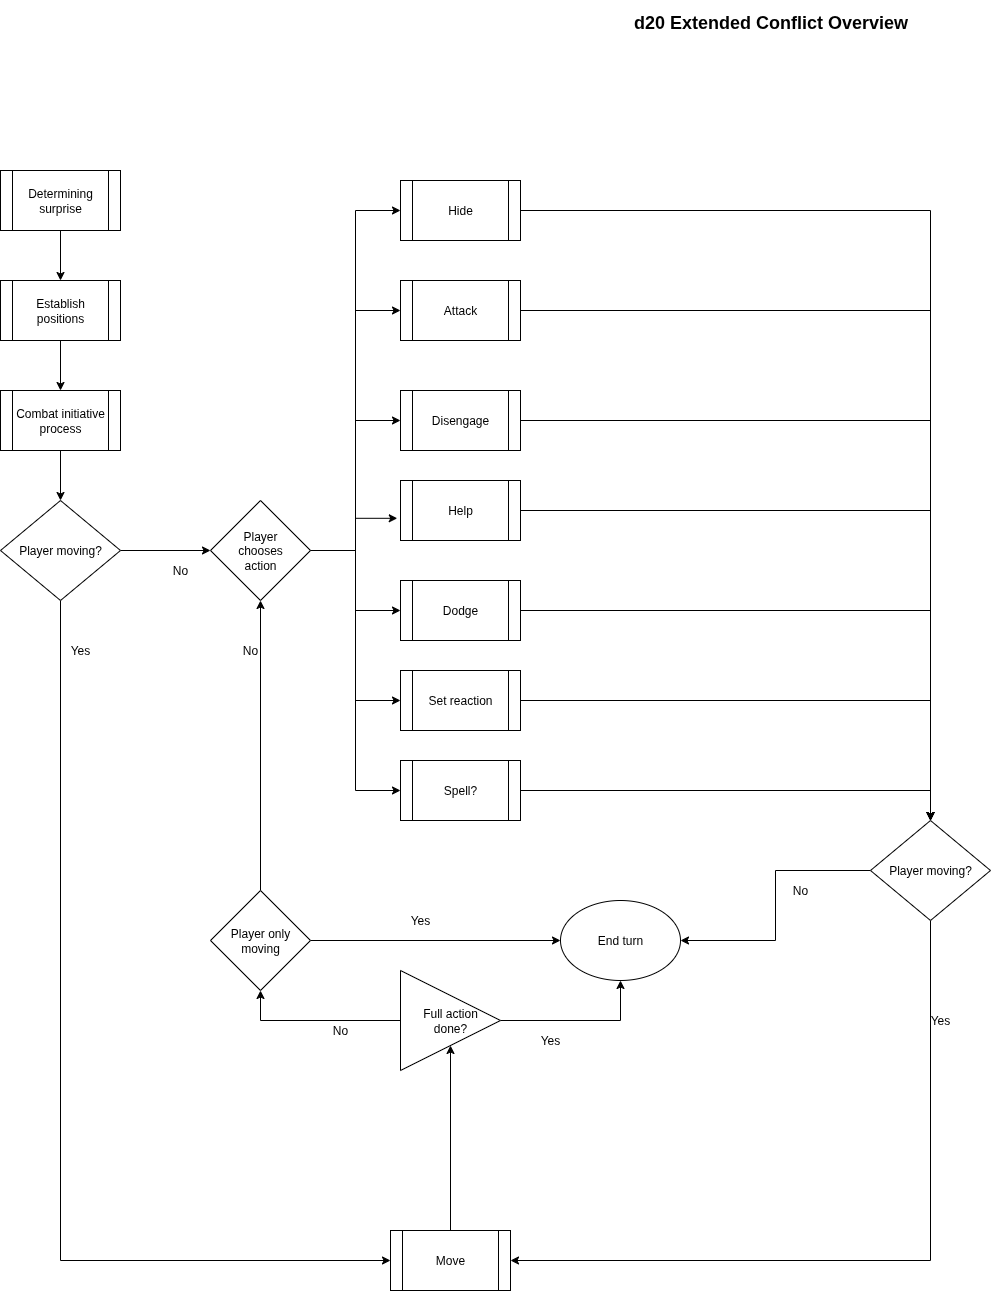 d20 Extended Conflict Overview
Determining
surprise
Establish
positions
Combat initiative
process
Player moving?
No
Yes
Player
chooses
action
No
Hide
Attack
Disengage
Help
Dodge
Set reaction
Spell?
Player moving?
No
Yes
Player only
moving
Yes
End turn
Full action
done?
No
Yes
Move